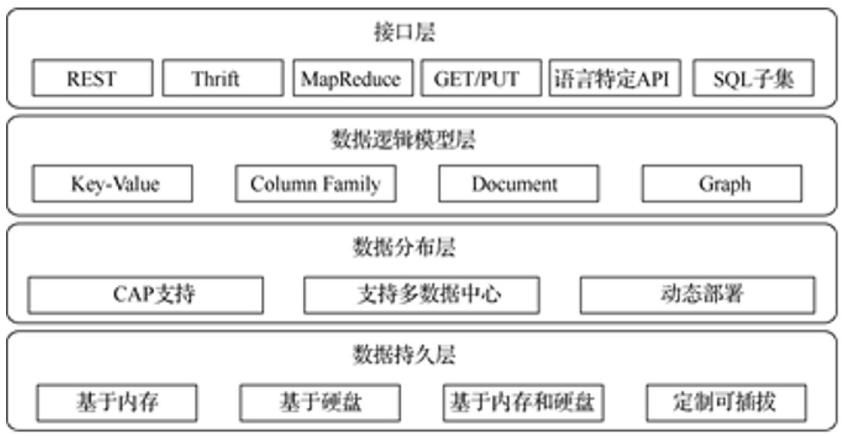 接口层
REST Thrift MapReduce GET/PUT 语言特定API SQL子集
数据逻辑模型层
Key-Value Column Family Document Graph
数据分布层
CAP支持 支持多数据中心 动态部署
数据持久层
基于内存 基于硬盘 基于内存和硬盘 定制可插拔